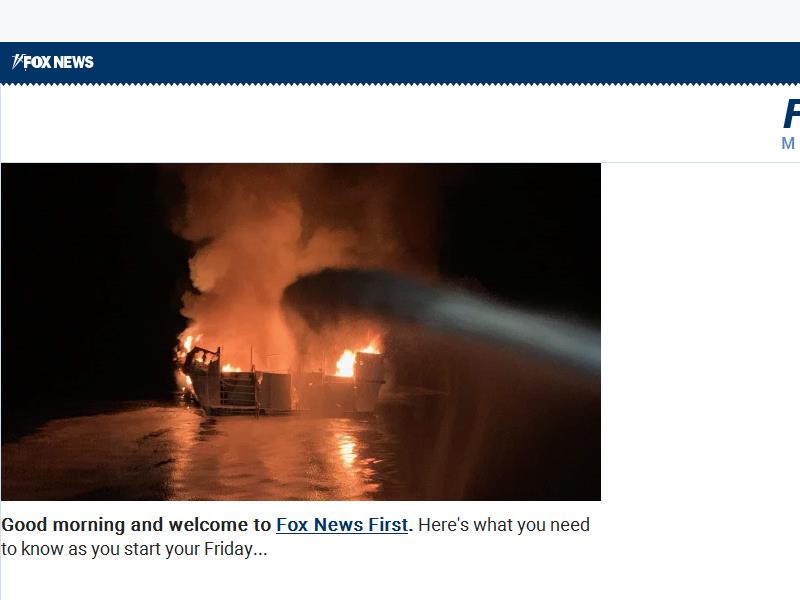 FOX NEWS
F
M
Good morning and welcome to Fox News First. Here's what you need
to know as you start your Friday...